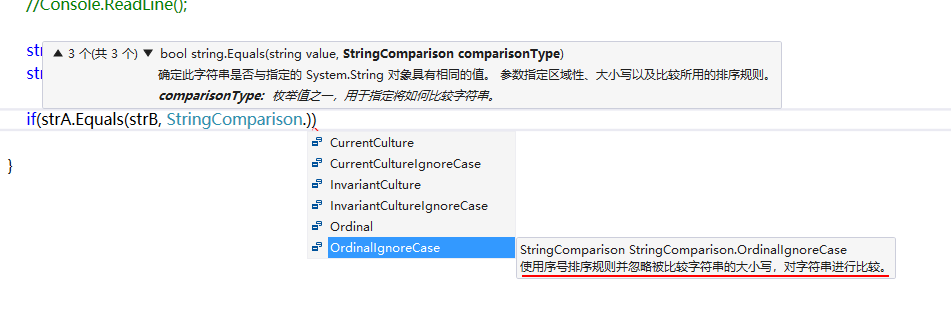 //Console.ReadLine();
str
▲ 3 个(共 3 个) ▼ bool string.Equals(string value, StringComparison comparisonType)
确定此字符串是否与指定的 System.String 对象具有相同的值。 参数指定区域性、大小写以及比较所用的排序规则。
str
comparisonType: 枚举值之一，用于指定将如何比较字符串。
if(strA.Equals(strB, StringComparison.))
CurrentCulture
}
CurrentCultureIgnoreCase
InvariantCulture
InvariantCultureIgnoreCase
Ordinal
OrdinalIgnoreCase
StringComparison StringComparison.OrdinalIgnoreCase
使用序号排序规则并忽略被比较字符串的大小写，对字符串进行比较。